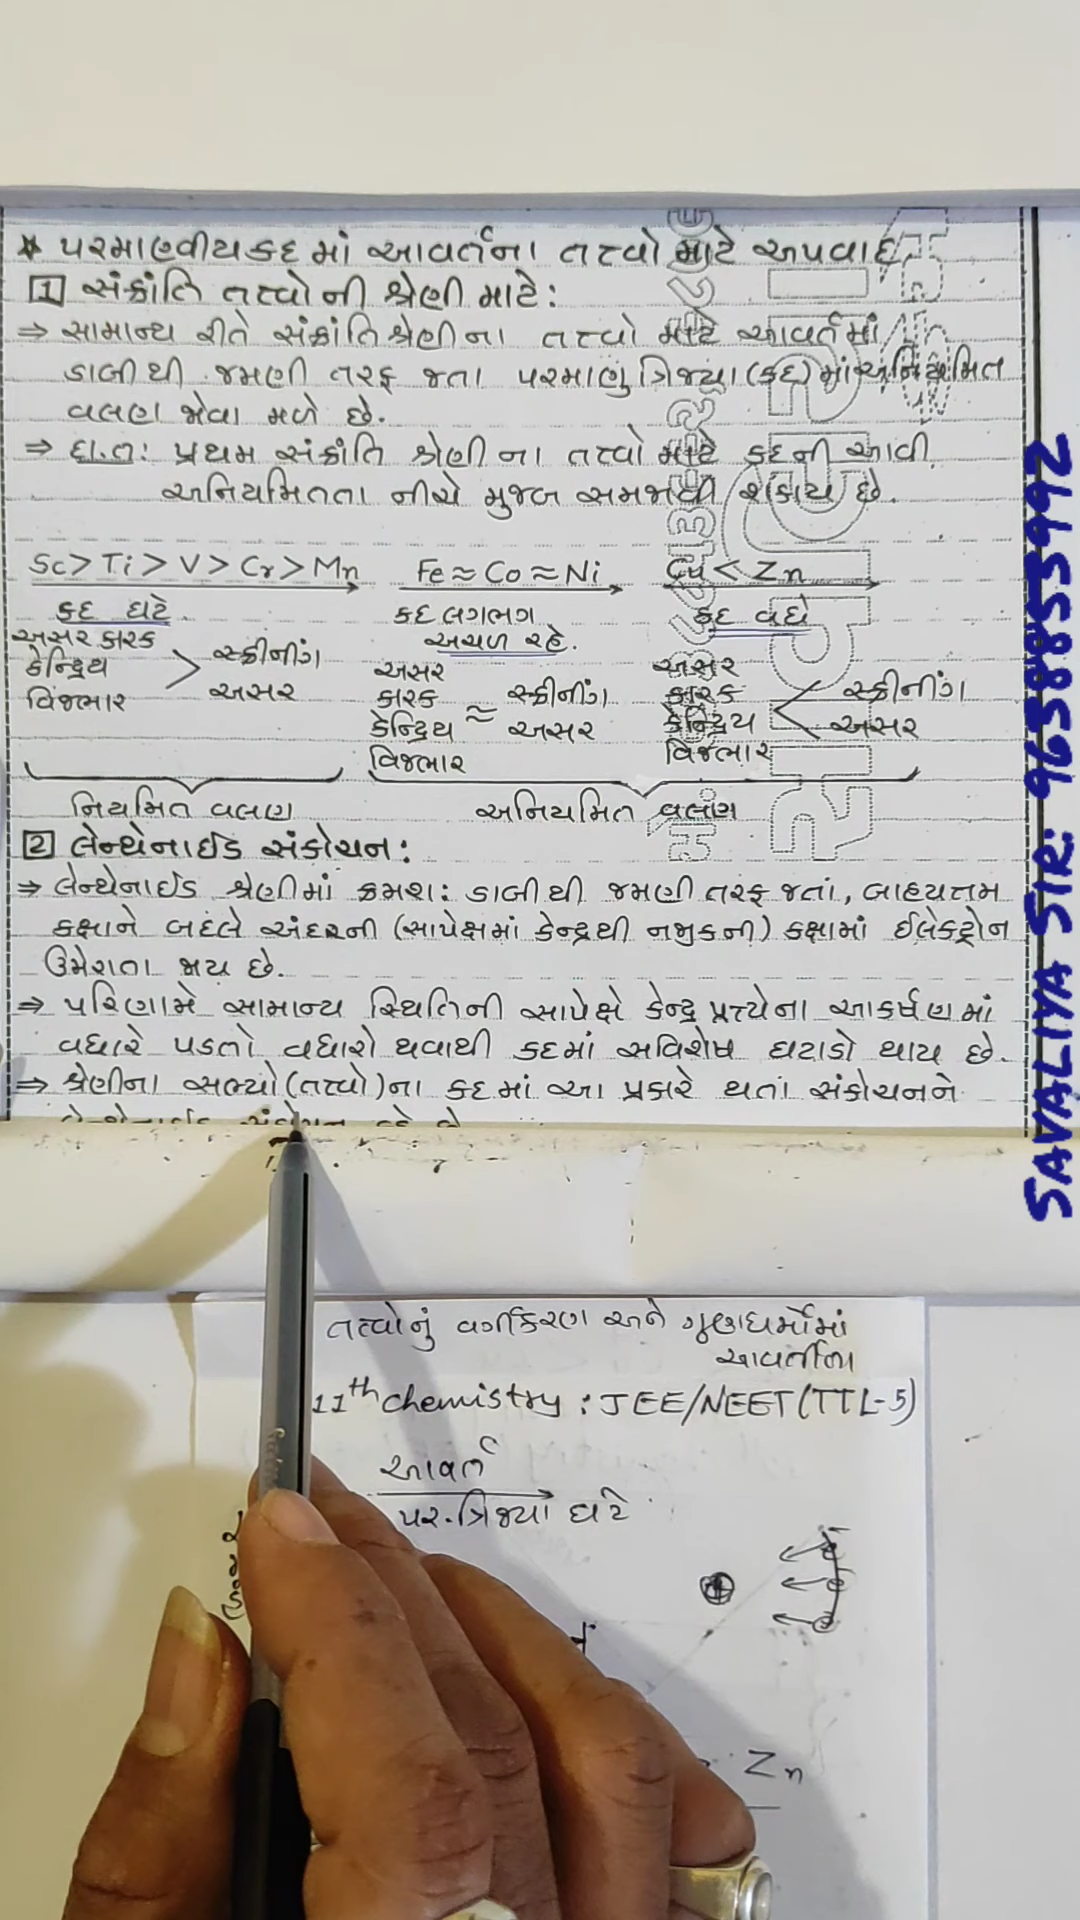 * પરમાણ્વીયકદ માં આવર્તના તત્ત્વો માટે અપવાદ
1 સંક્રાંતિ તત્ત્વોની શ્રેણી માટે:
⇒ સામાન્ય રીતે સંક્રાંતિશ્રેણીના તત્ત્વો માટે આવર્તમાં
ડાબીથી જમણી તરફ જતા પરમાણુ ત્રિજ્યા (કદ) માં અનિયમિત
વલણ જોવા મળે છે.
⇒ દા.ત: પ્રથમ સંક્રાંતિ શ્રેણીના તત્ત્વો માટે કદની આવી
અનિયમિતતા નીચે મુજબ સમજાવી શકાય છે.
Sc>Ti>V>Cr>Mn Fe≈Co≈Ni Cu<Zn
કદ ઘટે કદ લગભગ અચળ રહે. કદ વધે
અસરકારક કેન્દ્રિય વિજભાર > સ્ક્રીનીંગ અસર
અસર કારક કેન્દ્રિય વિજભાર ≈ સ્ક્રીનીંગ અસર
અસર કારક કેન્દ્રિય વિજભાર < સ્ક્રીનીંગ અસર
નિયમિત વલણ અનિયમિત વલણ
2 લેન્થેનાઈડ સંકોચન:
⇒ લેન્થેનાઈડ શ્રેણીમાં ક્રમશ: ડાબીથી જમણી તરફ જતાં, બાહ્યતમ
કક્ષાને બદલે અંદરની (સાપેક્ષમાં કેન્દ્રથી નજીકની) કક્ષામાં ઈલેક્ટ્રોન
ઉમેરાતા જાય છે.
⇒ પરિણામે સામાન્ય સ્થિતિની સાપેક્ષે કેન્દ્ર પ્રત્યેના આકર્ષણમાં
વધારે પડતો વધારો થવાથી કદમાં સવિશેષ ઘટાડો થાય છે.
⇒ શ્રેણીના સભ્યો(તત્ત્વો)ના કદમાં આ પ્રકારે થતાં સંકોચનને
SAVALIYA SIR: 9638855992
તત્ત્વોનું વર્ગીકરણ અને ગુણધર્મોમાં
આવર્તીતા
11th chemistry: JEE/NEET(TTL-5)
આવર્ત
પર.ત્રિજ્યા ઘટે
Zn